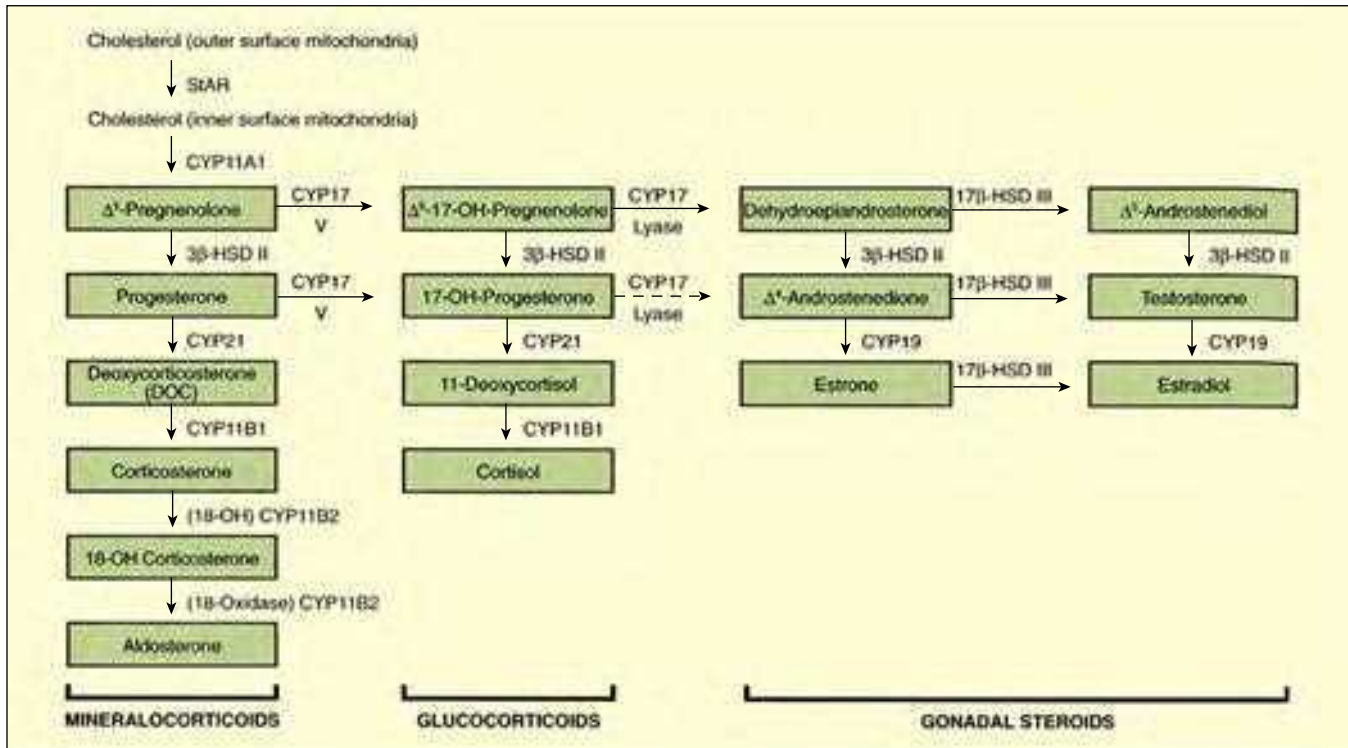 Cholesterol (outer surface mitochondria)
StAR
Cholesterol (inner surface mitochondria)
CYP11A1
Δ⁵-Pregnenolone
CYP17
V
Δ⁵-17-OH-Pregnenolone
CYP17
Lyase
Dehydroepiandrosterone
17β-HSD III
Δ⁵-Androstenediol
3β-HSD II
3β-HSD II
3β-HSD II
3β-HSD II
Progesterone
CYP17
V
17-OH-Progesterone
CYP17
Lyase
Δ⁴-Androstenedione
17β-HSD III
Testosterone
CYP21
CYP21
CYP19
CYP19
Deoxycorticosterone
(DOC)
11-Deoxycortisol
Estrone
17β-HSD III
Estradiol
CYP11B1
CYP11B1
Corticosterone
Cortisol
(18-OH) CYP11B2
18-OH Corticosterone
(18-Oxidase) CYP11B2
Aldosterone
MINERALOCORTICOIDS
GLUCOCORTICOIDS
GONADAL STEROIDS